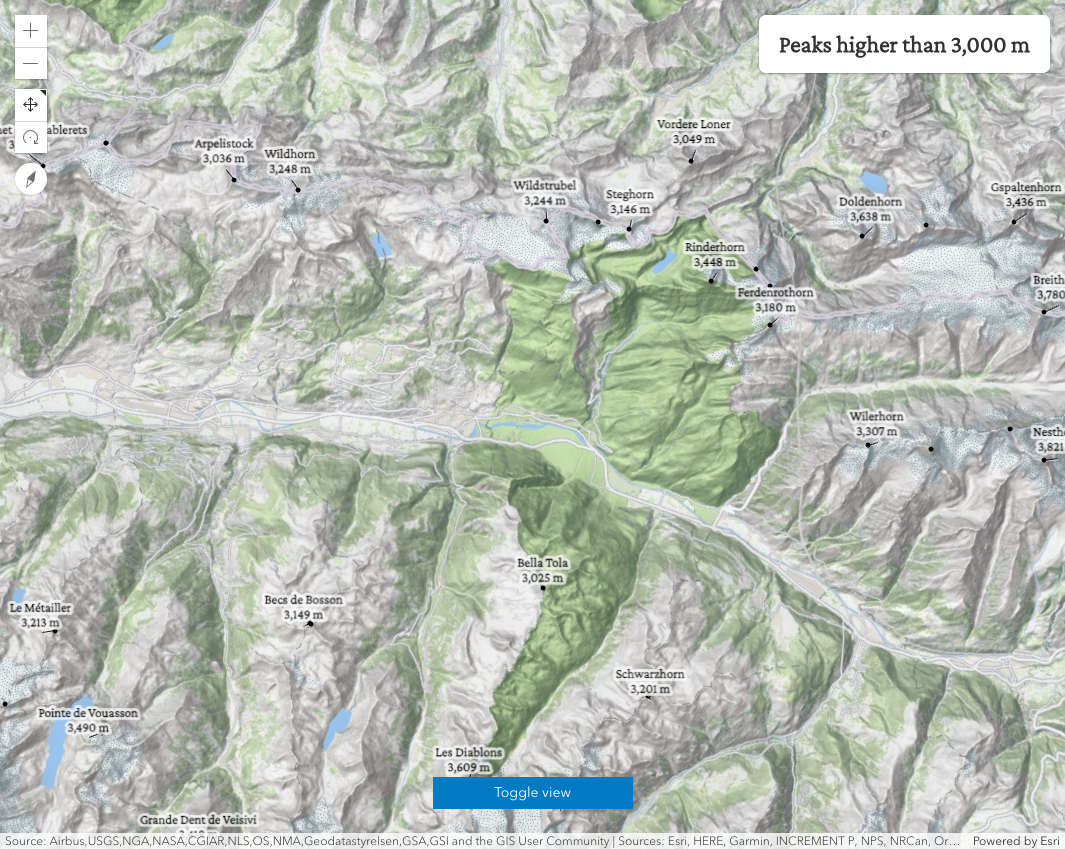 Peaks higher than 3,000 m
ablerets
Arpelistock
3,036 m
Wildhorn
3,248 m
Vordere Loner
3,049 m
Wildstrubel
3,244 m
Steghorn
3,146 m
Doldenhorn
3,638 m
Gspaltenhorn
3,436 m
Rinderhorn
3,448 m
Ferdenrothorn
3,180 m
Breith
3,780
Wilerhorn
3,307 m
Nesth
3,821
Bella Tola
3,025 m
Le Métailler
3,213 m
Becs de Bosson
3,149 m
Schwarzhorn
3,201 m
Pointe de Vouasson
3,490 m
Les Diablons
3,609 m
Toggle view
Grande Dent de Veisivi
Source: Airbus,USGS,NGA,NASA,CGIAR,NLS,OS,NMA,Geodatastyrelsen,GSA,GSI and the GIS User Community | Sources: Esri, HERE, Garmin, INCREMENT P, NPS, NRCan, Or… Powered by Esri